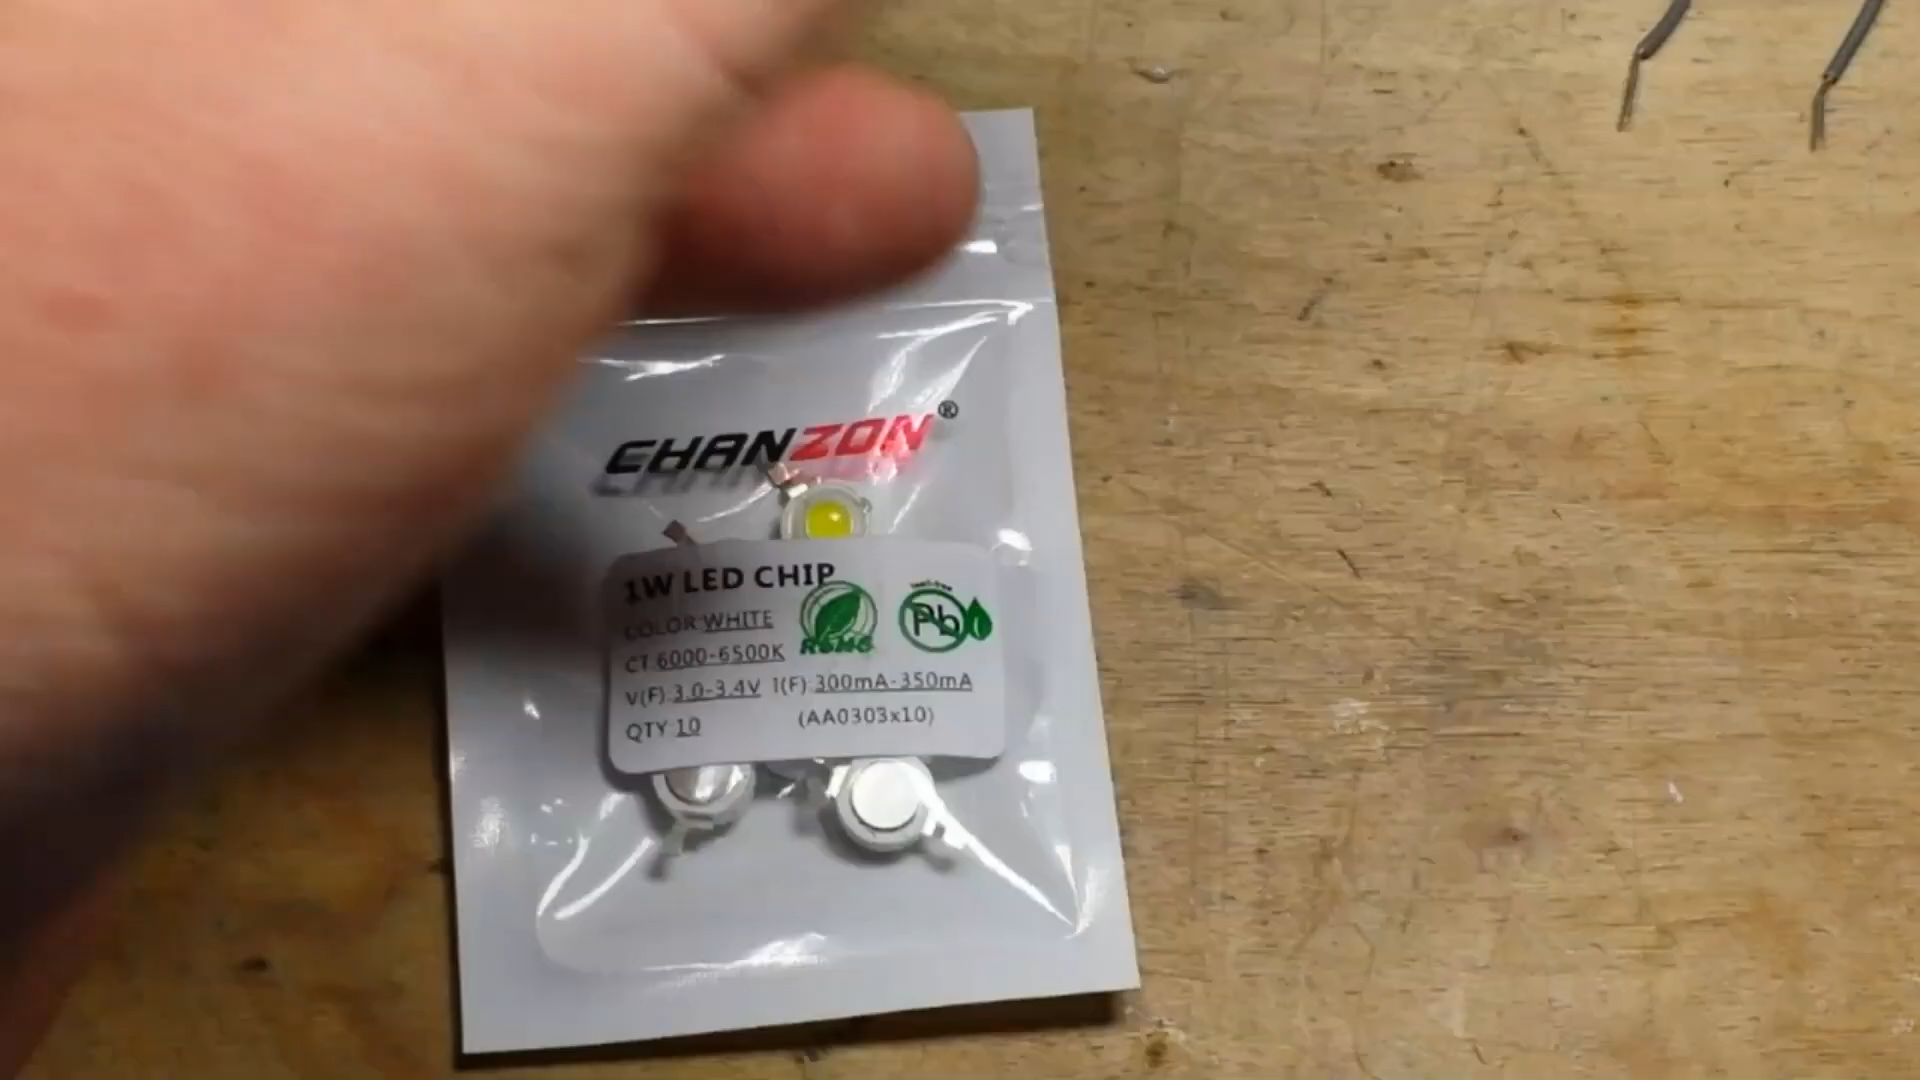 CHANZON®
1W LED CHIP
COLOR:WHITE
CT:6000-6500K
RoHS
Pb
V(F):3.0-3.4V I(F):300mA-350mA
QTY:10 (AA0303x10)